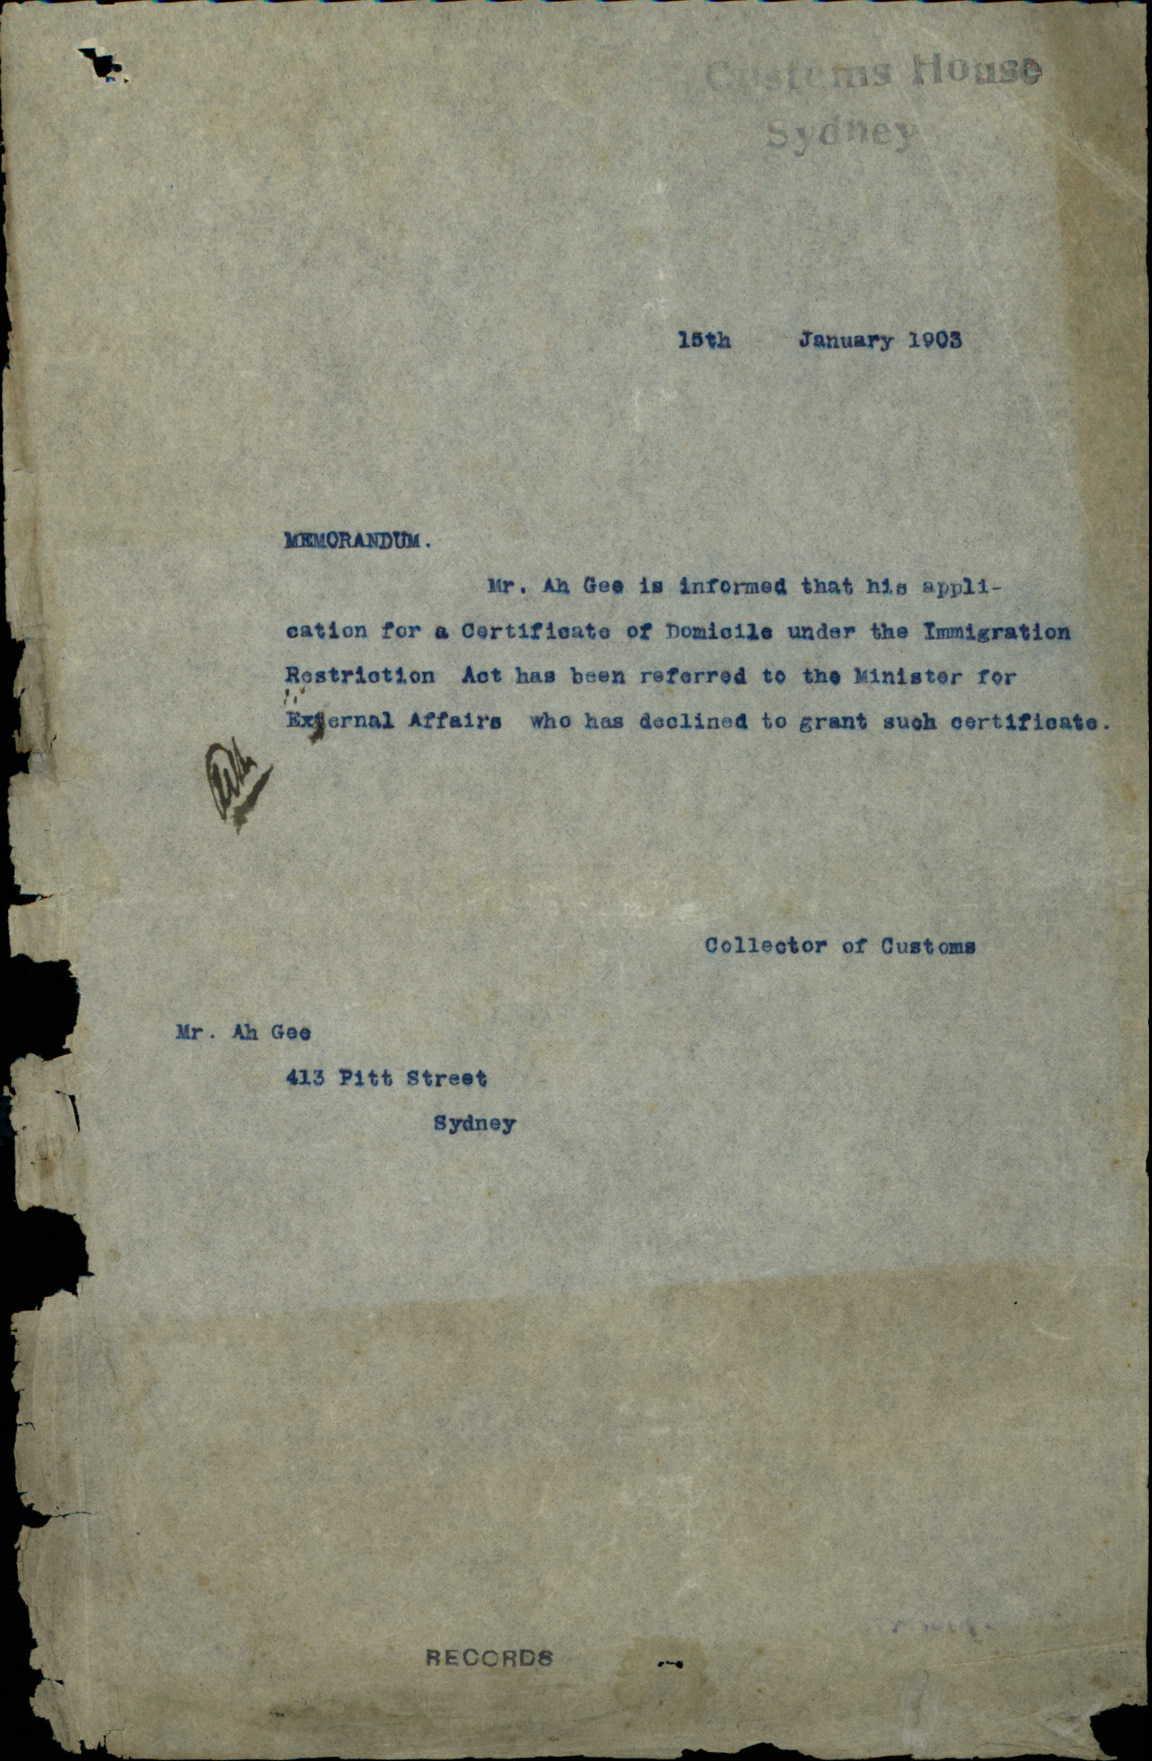 Customs House
Sydney
15th January 1903
MEMORANDUM.
Mr. Ah Gee is informed that his appli-
cation for a Certificate of Domicile under the Immigration
Restriction Act has been referred to the Minister for
External Affairs who has declined to grant such certificate.
Collector of Customs
Mr. Ah Gee
413 Pitt Street
Sydney
RECORDS